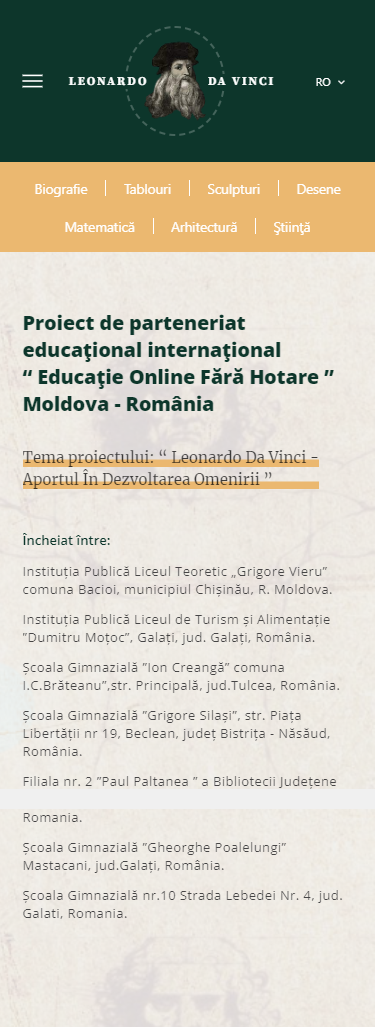 LEONARDO DA VINCI
RO
Biografie Tablouri Sculpturi Desene
Matematică Arhitectură Ştiinţă
Proiect de parteneriat
educaţional internaţional
“ Educaţie Online Fără Hotare ”
Moldova - România
Tema proiectului: “ Leonardo Da Vinci -
Aportul În Dezvoltarea Omenirii ”
Încheiat între:
Instituția Publică Liceul Teoretic „Grigore Vieru”
comuna Bacioi, municipiul Chișinău, R. Moldova.
Instituția Publică Liceul de Turism și Alimentație
”Dumitru Moțoc”, Galați, jud. Galați, România.
Școala Gimnazială ”Ion Creangă” comuna
I.C.Brăteanu”,str. Principală, jud.Tulcea, România.
Școala Gimnazială ”Grigore Silași”, str. Piața
Libertății nr 19, Beclean, județ Bistrița - Năsăud,
România.
Filiala nr. 2 ”Paul Paltanea ” a Bibliotecii Județene
Romania.
Școala Gimnazială ”Gheorghe Poalelungi”
Mastacani, jud.Galați, România.
Școala Gimnazială nr.10 Strada Lebedei Nr. 4, jud.
Galati, Romania.